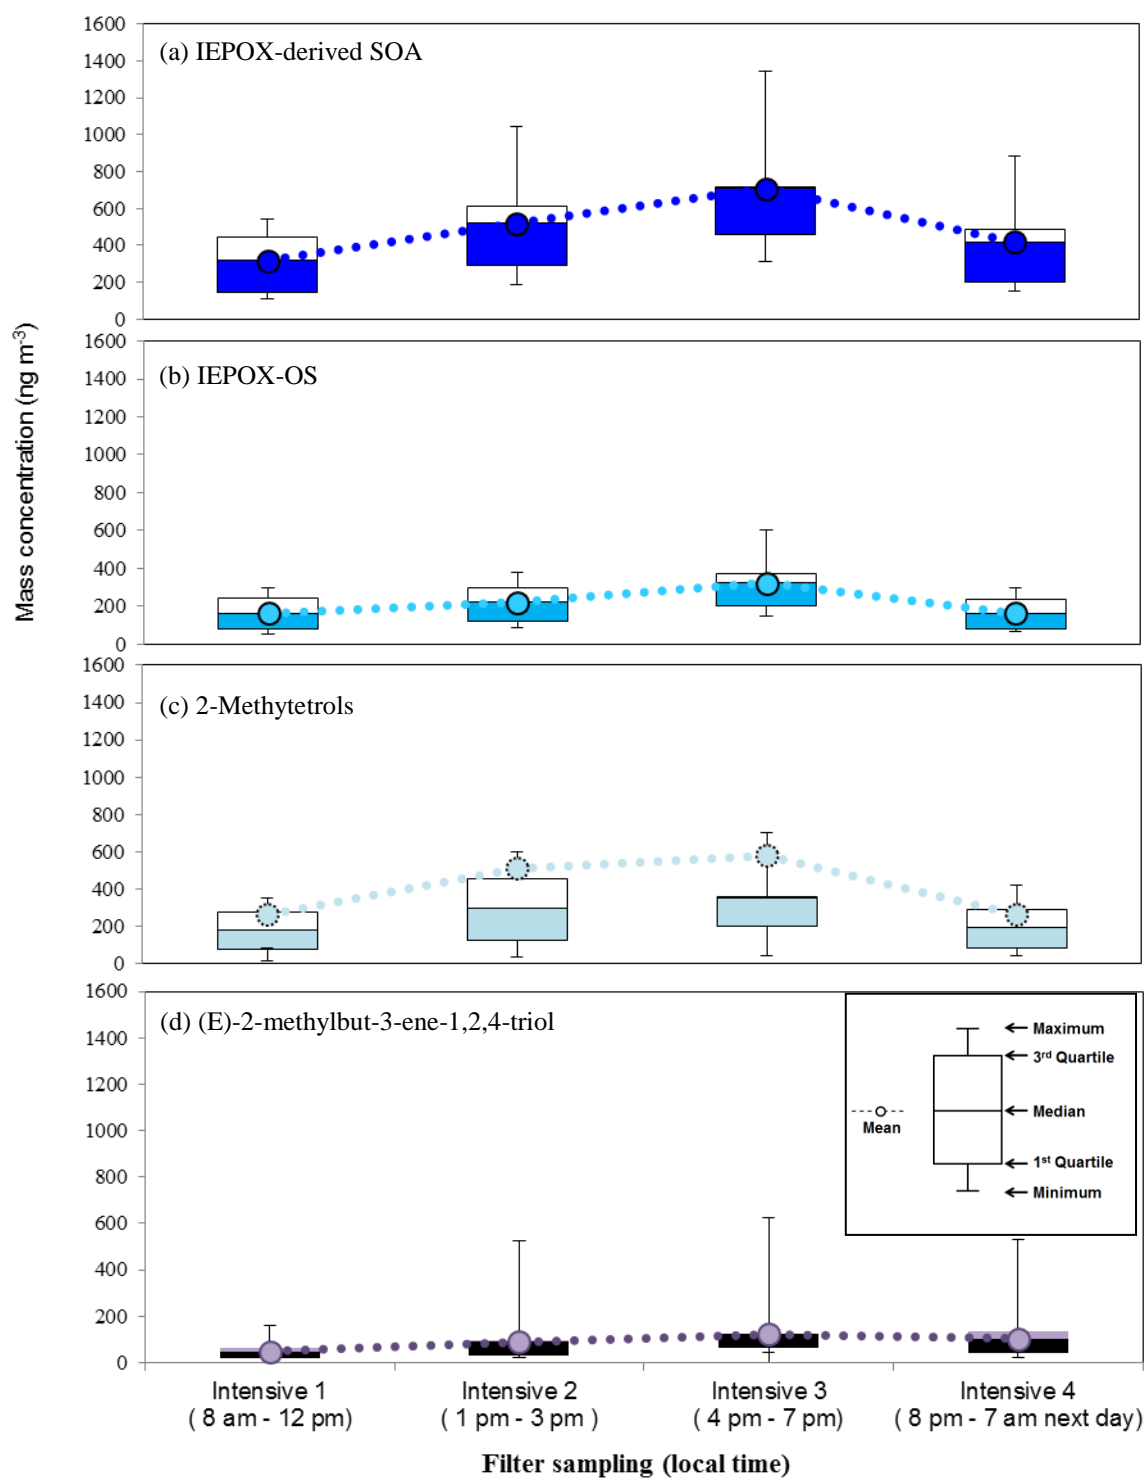 Mass concentration (ng m-3)
1600
1400
1200
1000
800
600
400
200
0
(a) IEPOX-derived SOA
1600
1400
1200
1000
800
600
400
200
0
(b) IEPOX-OS
1600
1400
1200
1000
800
600
400
200
0
(c) 2-Methytetrols
1600
1400
1200
1000
800
600
400
200
0
(d) (E)-2-methylbut-3-ene-1,2,4-triol
Maximum
3rd Quartile
Median
Mean
1st Quartile
Minimum
Intensive 1
( 8 am - 12 pm)
Intensive 2
( 1 pm - 3 pm )
Intensive 3
( 4 pm - 7 pm)
Intensive 4
( 8 pm - 7 am next day)
Filter sampling (local time)